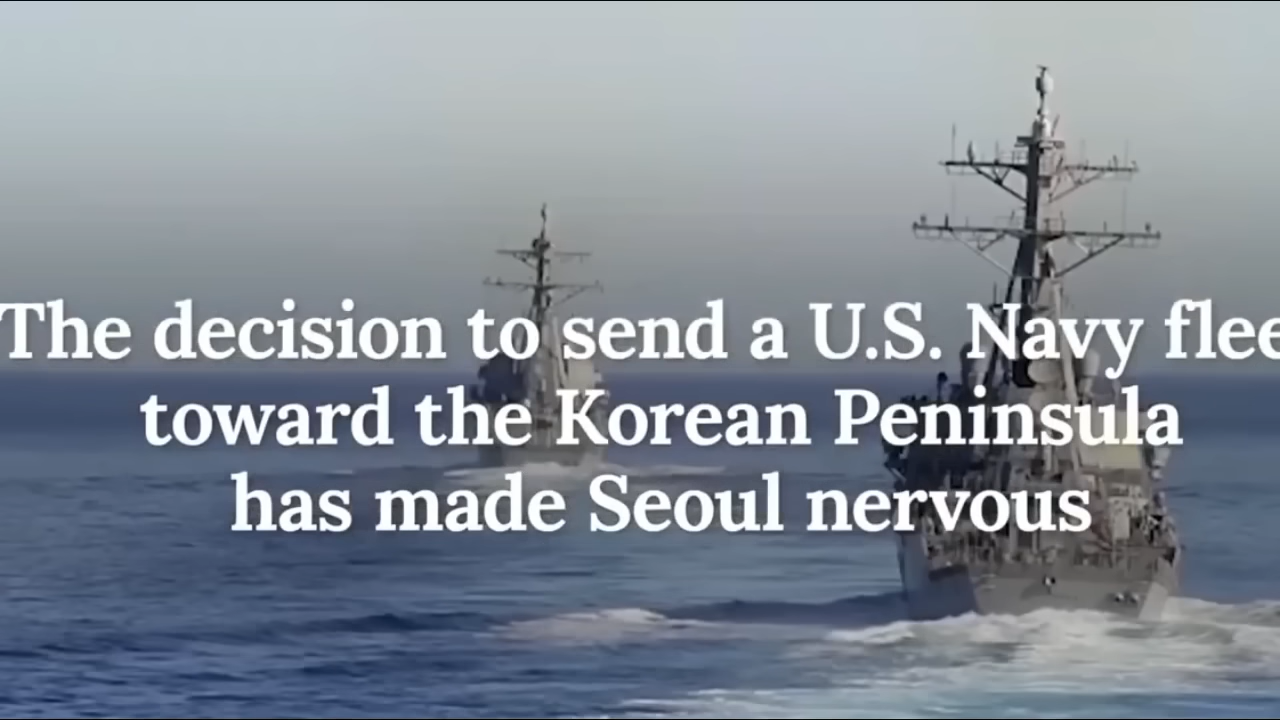 The decision to send a U.S. Navy flee
toward the Korean Peninsula
has made Seoul nervous